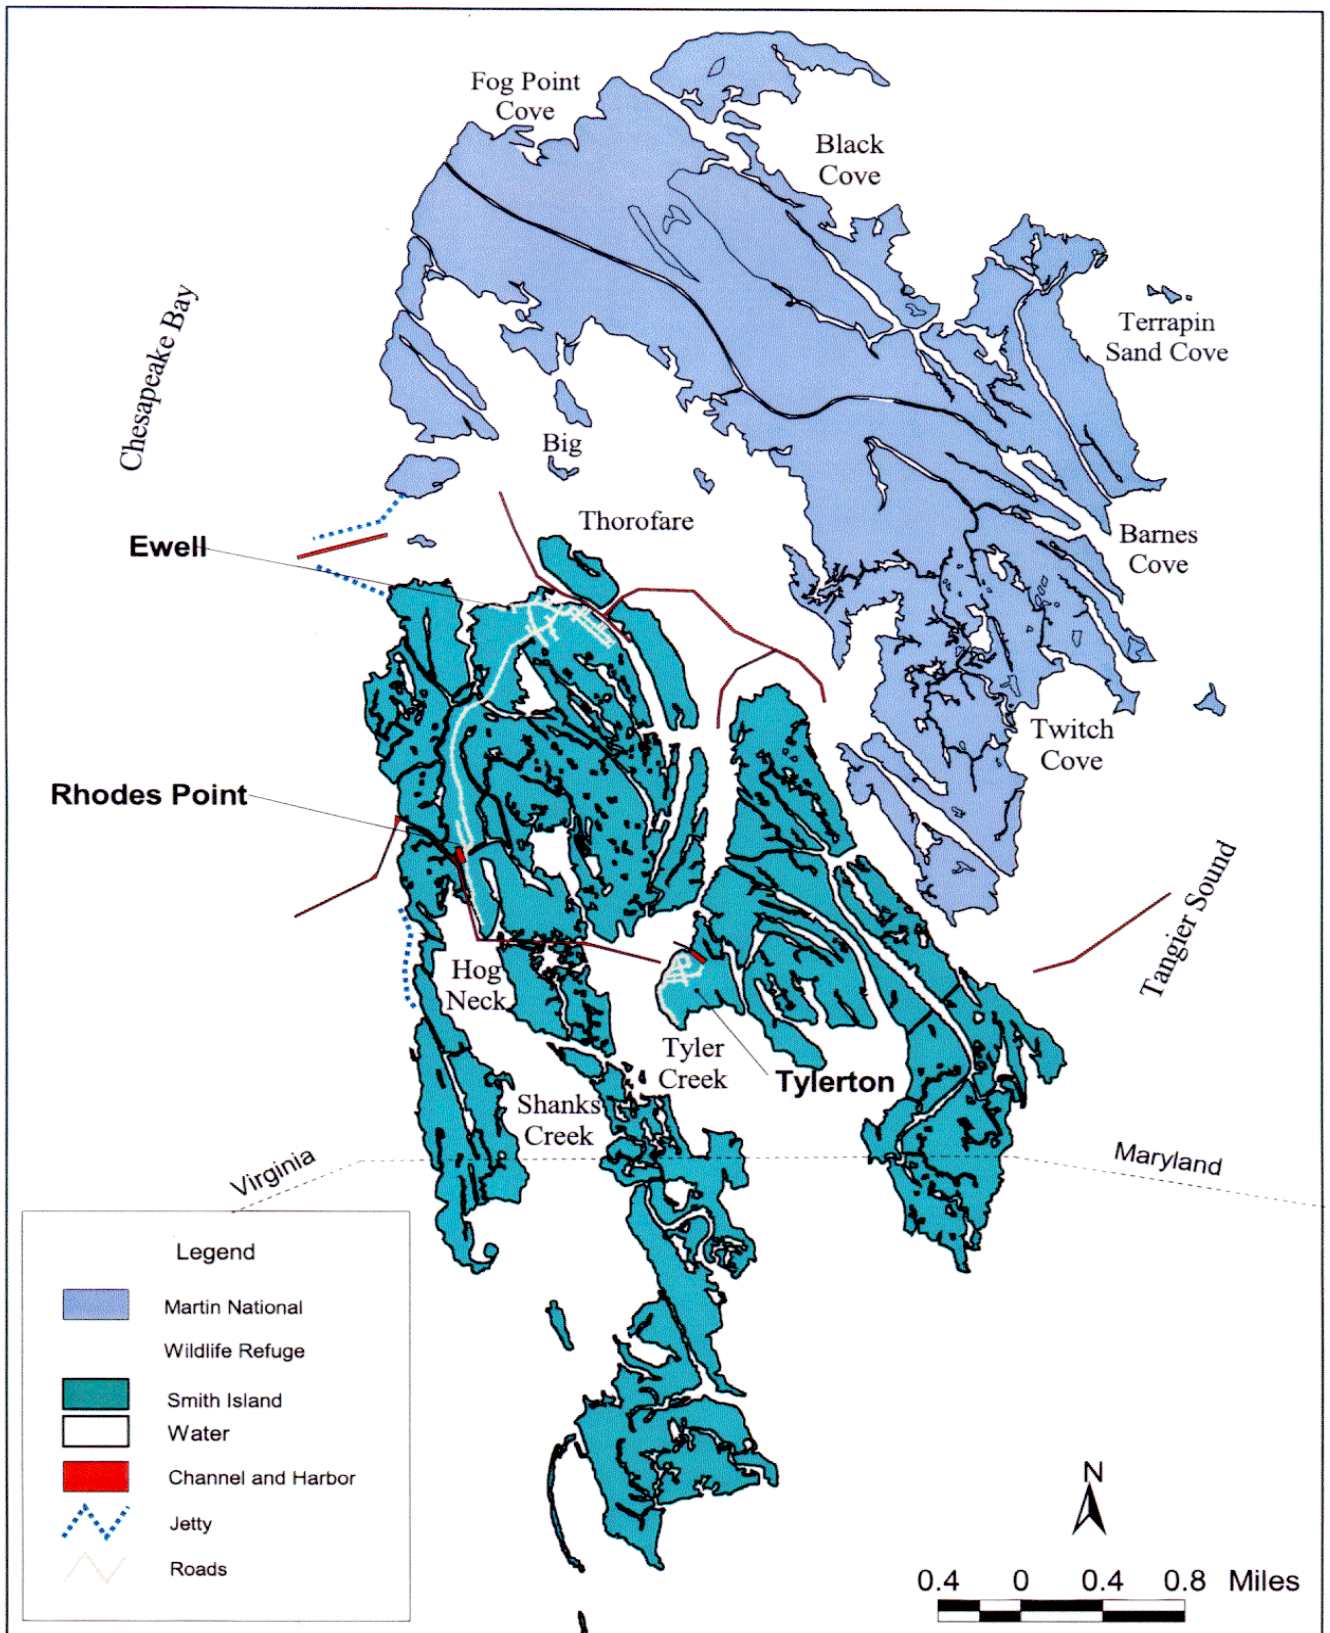 Fog Point
Cove
Black
Cove
Terrapin
Sand Cove
Chesapeake Bay
Big
Thorofare
Ewell
Barnes
Cove
Twitch
Cove
Rhodes Point
Tangier Sound
Hog
Neck
Tyler
Creek
Tylerton
Shanks
Creek
Virginia
Maryland
Legend
Martin National
Wildlife Refuge
Smith Island
Water
Channel and Harbor
Jetty
Roads
N
0.4 0 0.4 0.8 Miles